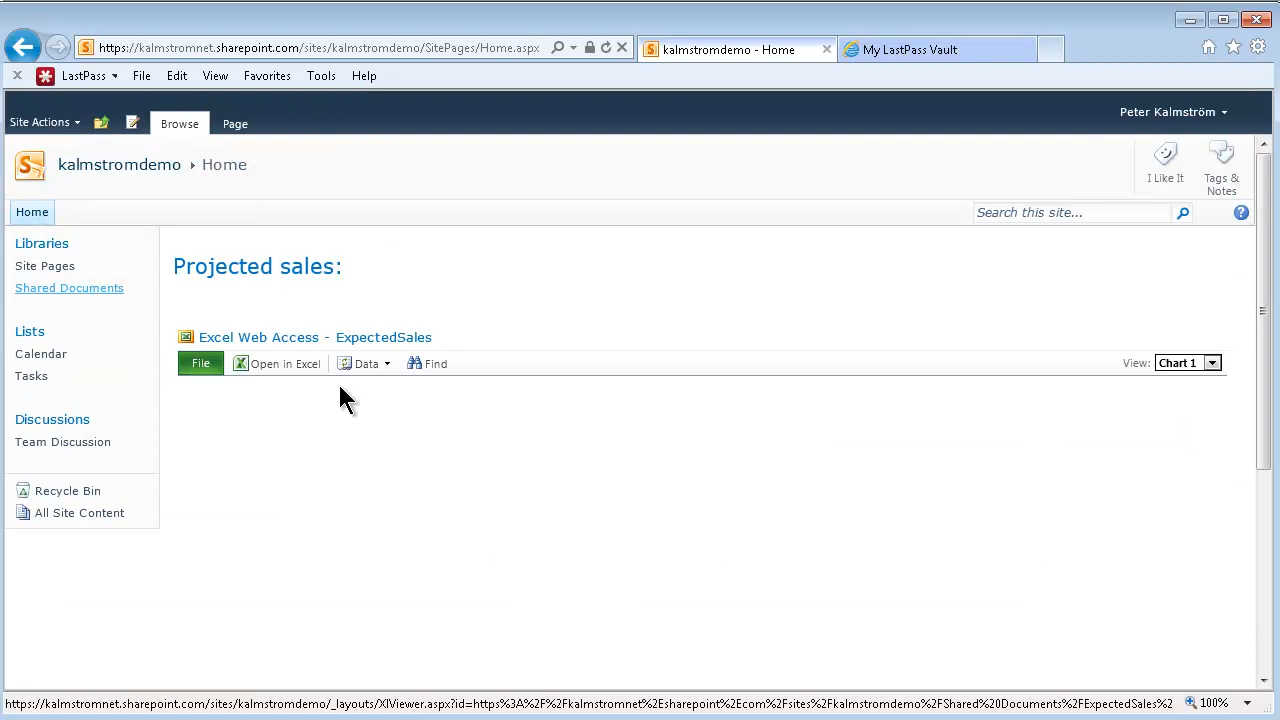 https://kalmstromnet.sharepoint.com/sites/kalmstromdemo/SitePages/Home.aspx
kalmstromdemo - Home
My LastPass Vault
LastPass File Edit View Favorites Tools Help
Site Actions Browse Page
Peter Kalmström
kalmstromdemo Home
I Like It
Tags &
Notes
Home
Search this site...
Libraries
Site Pages
Shared Documents
Lists
Calendar
Tasks
Discussions
Team Discussion
Recycle Bin
All Site Content
Projected sales:
Excel Web Access - ExpectedSales
File Open in Excel Data Find
View: Chart 1
https://kalmstromnet.sharepoint.com/sites/kalmstromdemo/_layouts/XlViewer.aspx?id=https%3A%2F%2Fkalmstromnet%2Esharepoint%2Ecom%2Fsites%2Fkalmstromdemo%2FShared%20Documents%2FExpectedSales%2
100%